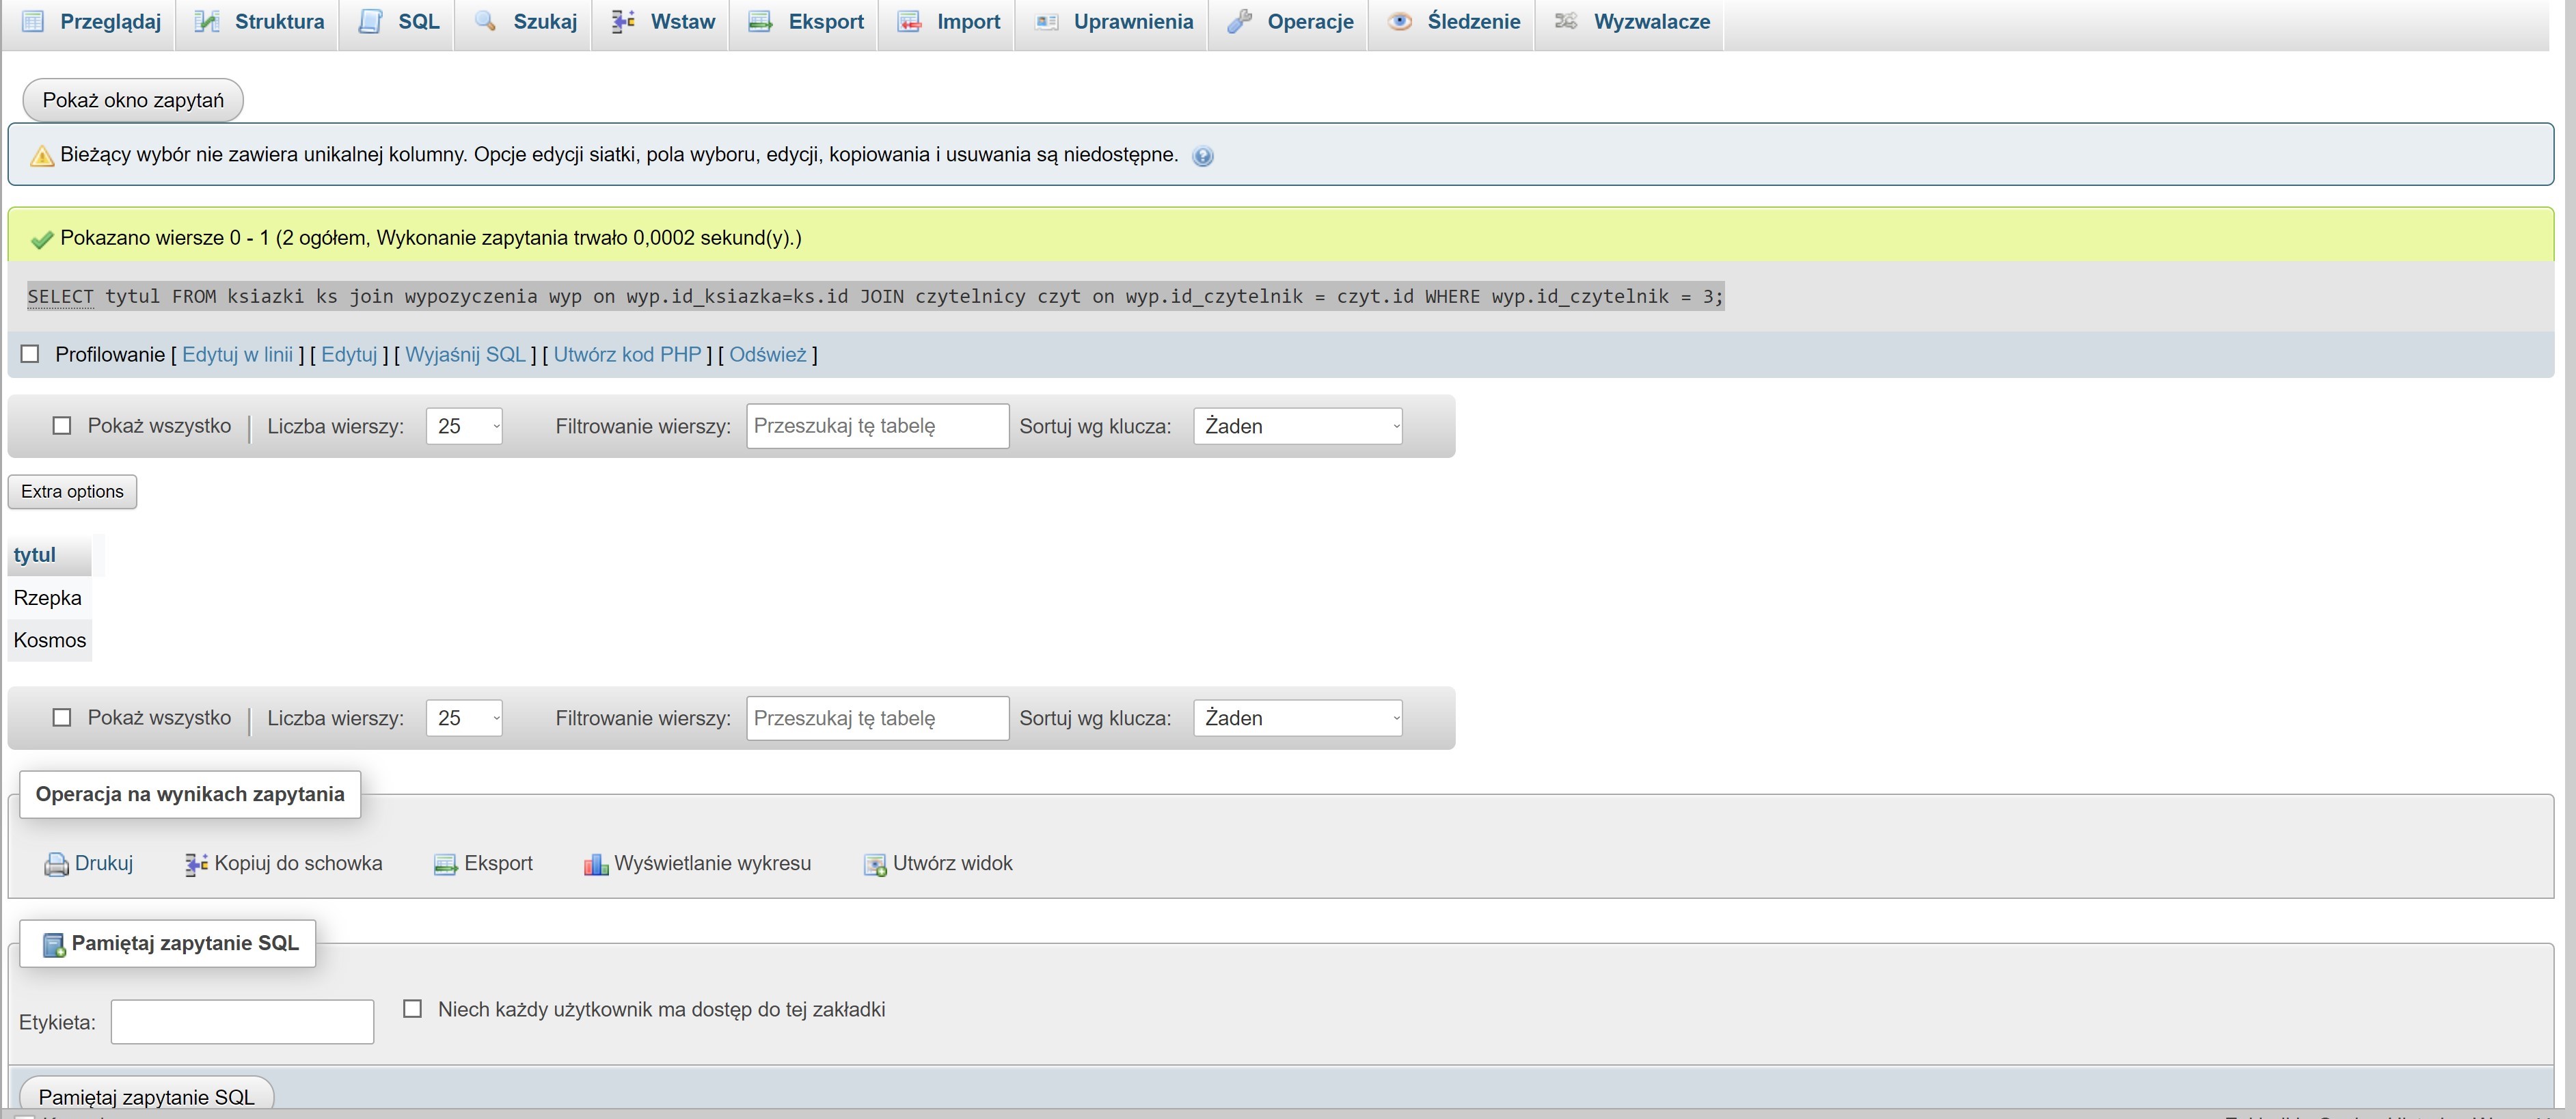 Przeglądaj Struktura SQL Szukaj Wstaw Eksport Import Uprawnienia Operacje Śledzenie Wyzwalacze
Pokaż okno zapytań
Bieżący wybór nie zawiera unikalnej kolumny. Opcje edycji siatki, pola wyboru, edycji, kopiowania i usuwania są niedostępne.
Pokazano wiersze 0 - 1 (2 ogółem, Wykonanie zapytania trwało 0,0002 sekund(y).)
SELECT tytul FROM ksiazki ks join wypozyczenia wyp on wyp.id_ksiazka=ks.id JOIN czytelnicy czyt on wyp.id_czytelnik = czyt.id WHERE wyp.id_czytelnik = 3;
Profilowanie [ Edytuj w linii ] [ Edytuj ] [ Wyjaśnij SQL ] [ Utwórz kod PHP ] [ Odśwież ]
Pokaż wszystko | Liczba wierszy: 25 Filtrowanie wierszy: Przeszukaj tę tabelę Sortuj wg klucza: Żaden
Extra options
tytul
Rzepka
Kosmos
Pokaż wszystko | Liczba wierszy: 25 Filtrowanie wierszy: Przeszukaj tę tabelę Sortuj wg klucza: Żaden
Operacja na wynikach zapytania
Drukuj Kopiuj do schowka Eksport Wyświetlanie wykresu Utwórz widok
Pamiętaj zapytanie SQL
Etykieta: Niech każdy użytkownik ma dostęp do tej zakładki
Pamiętaj zapytanie SQL